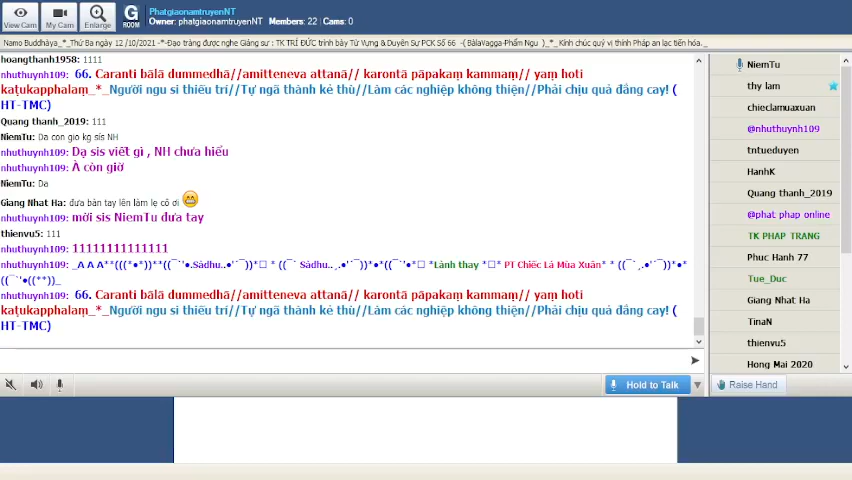 View Cam
My Cam
Enlarge
G
ROOM
PhatgiaonamtruyenNT
Owner: phatgiaonamtruyenNT
Members: 22 Cams: 0
Namo Buddhāya_*_Thứ Ba ngày 12 /10/2021 -*-Đạo tràng được nghe Giảng sư : TK TRÍ ĐỨC trình bày Từ Vựng & Duyên Sự PCK Số 66 -( BālaVagga-Phẩm Ngu )_*_ Kính chúc quý vị thính Pháp an lạc tiến hóa._
hoangthanh1958: 1111
nhuthuynh109: 66. Caranti bālā dummedhā//amitteneva attanā// karontā pāpakaṃ kammaṃ// yaṃ hoti
kaṭukapphalaṃ_*_Người ngu si thiếu trí//Tự ngã thành kẻ thù//Làm các nghiệp không thiện//Phải chịu quả đắng cay! (
HT-TMC)
Quang thanh_2019: 111
NiemTu: Da con gio kg sis NH
nhuthuynh109: Dạ sis viết gì , NH chưa hiểu
nhuthuynh109: À còn giờ
NiemTu: Da
Giang Nhat Ha: đưa bàn tay lên làm lẹ cô ơi
nhuthuynh109: mời sis NiemTu đưa tay
thienvu5: 111
nhuthuynh109: 1111111111111
nhuthuynh109: _A A A**(((*•*))**((¯`'•.Sādhu..•'´¯))*□ * ((¯` Sādhu..¸.•'´¯))*•*((¯`'•*□ *Lành thay *□* PT Chiếc Lá Mùa Xuân* * ((¯`¸.•'´¯))*•*
((¯`'•((**))_
nhuthuynh109: 66. Caranti bālā dummedhā//amitteneva attanā// karontā pāpakaṃ kammaṃ// yaṃ hoti
kaṭukapphalaṃ_*_Người ngu si thiếu trí//Tự ngã thành kẻ thù//Làm các nghiệp không thiện//Phải chịu quả đắng cay! (
HT-TMC)
Hold to Talk
NiemTu
thy lam
chieclamuaxuan
@nhuthuynh109
tntueduyen
HanhK
Quang thanh_2019
@phat phap online
TK PHAP TRANG
Phuc Hanh 77
Tue_Duc
Giang Nhat Ha
TinaN
thienvu5
Hong Mai 2020
Raise Hand